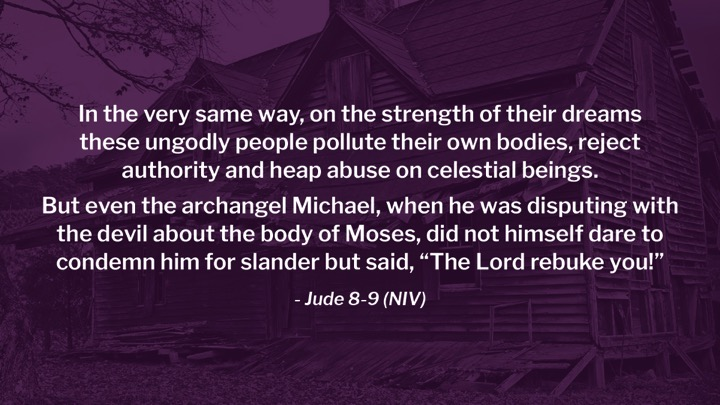 In the very same way, on the strength of their dreams
these ungodly people pollute their own bodies, reject
authority and heap abuse on celestial beings.
But even the archangel Michael, when he was disputing with
the devil about the body of Moses, did not himself dare to
condemn him for slander but said, “The Lord rebuke you!”
- Jude 8-9 (NIV)